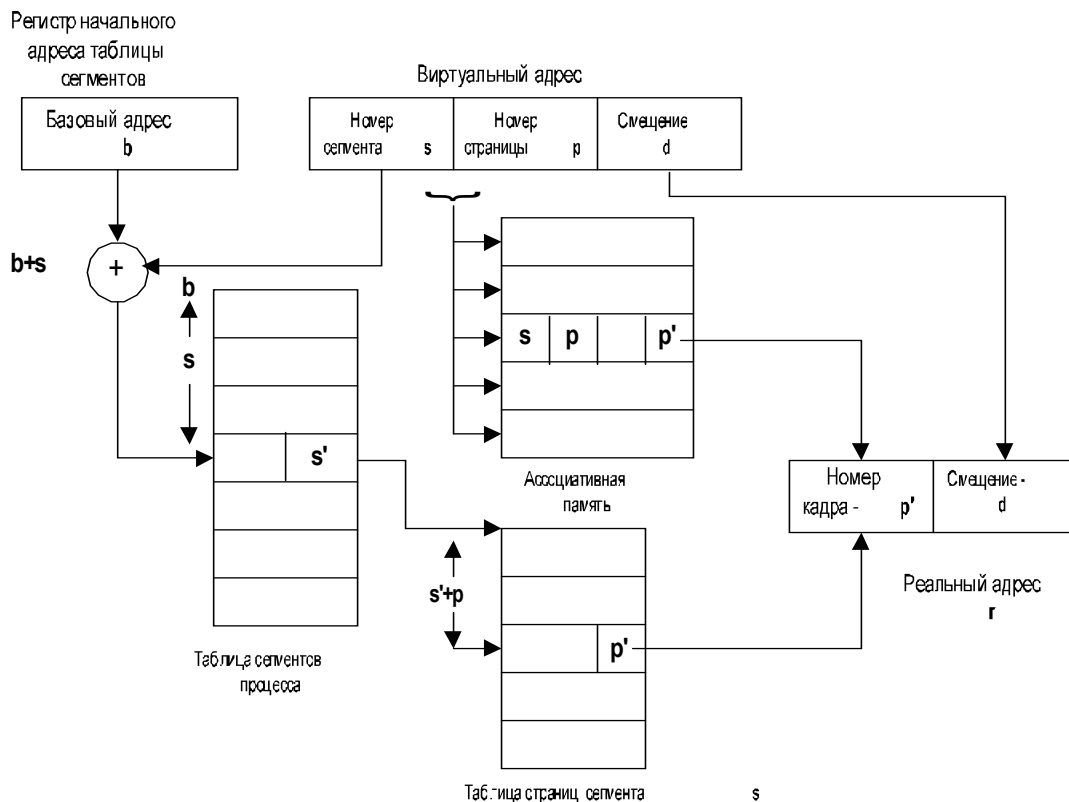 Регистр начального
адреса таблицы
сегментов
Базовый адрес
b
Виртуальный адрес
Номер
сегмента s
Номер
страницы p
Смещение
d
b+s
+
b
s
s p p'
s'
Ассоциативная
память
Номер
кадра - p'
Смещение -
d
s'+p
p'
Реальный адрес
r
Таблица сегментов
процесса
Таблица страниц сегмента s